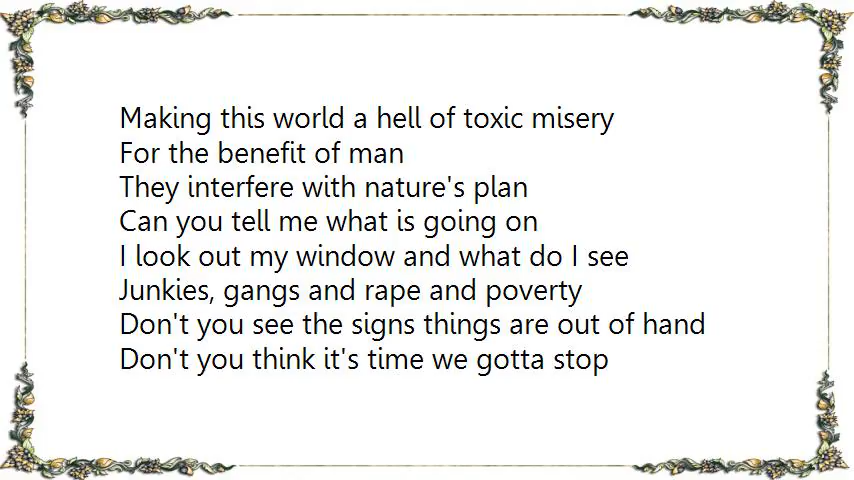 Making this world a hell of toxic misery
For the benefit of man
They interfere with nature's plan
Can you tell me what is going on
I look out my window and what do I see
Junkies, gangs and rape and poverty
Don't you see the signs things are out of hand
Don't you think it's time we gotta stop